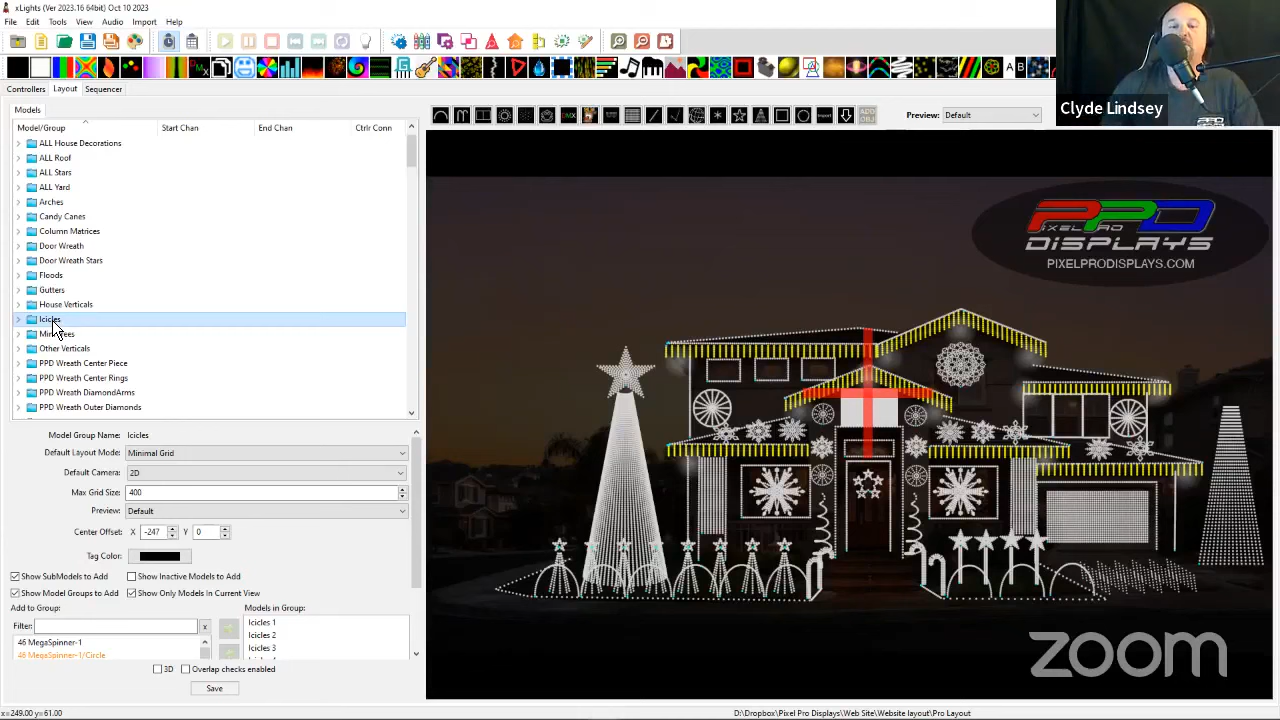 xLights (Ver 2023.16 64bit) Oct 10 2023
File Edit Tools View Audio Import Help
Controllers Layout Sequencer
Models
Preview: Default
Clyde Lindsey
Model/Group Start Chan End Chan Ctrlr Conn
ALL House Decorations
ALL Roof
ALL Stars
ALL Yard
Arches
Candy Canes
Column Matrices
Door Wreath
Door Wreath Stars
Floods
Gutters
House Verticals
Icicles
Other Verticals
PPD Wreath Center Piece
PPD Wreath Center Rings
PPD Wreath DiamondArms
PPD Wreath Outer Diamonds
Model Group Name: Icicles
Default Layout Mode: Minimal Grid
Default Camera: 2D
Max Grid Size: 400
Preview: Default
Center Offset: X -247 Y 0
Tag Color:
Show SubModels to Add Show Inactive Models to Add
Show Model Groups to Add Show Only Models In Current View
Add to Group: Models in Group:
Filter: x
46 MegaSpinner-1
46 MegaSpinner-1/Circle
Icicles 1
Icicles 2
Icicles 3
3D Overlap checks enabled
Save
PPD
PIXEL PRO
DISPLAYS
PIXELPRODISPLAYS.COM
zoom
x=249.00 y=61.00 D:\Dropbox\Pixel Pro Displays\Web Site\Website layout\Pro Layout